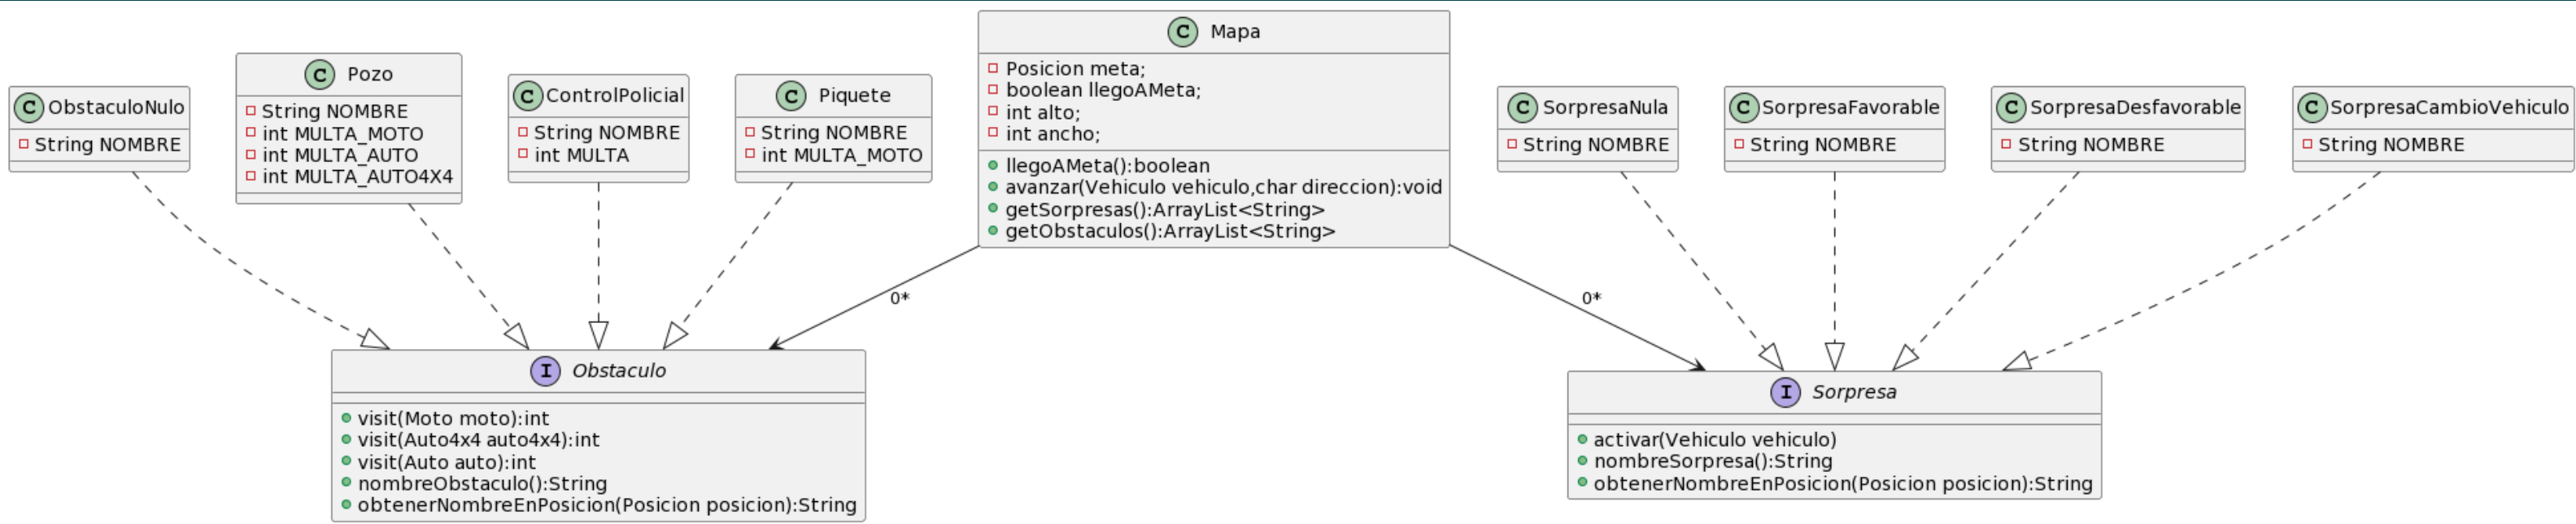 C ObstaculoNulo
String NOMBRE
C Pozo
String NOMBRE
int MULTA_MOTO
int MULTA_AUTO
int MULTA_AUTO4X4
C ControlPolicial
String NOMBRE
int MULTA
C Piquete
String NOMBRE
int MULTA_MOTO
C Mapa
Posicion meta;
boolean llegoAMeta;
int alto;
int ancho;
llegoAMeta():boolean
avanzar(Vehiculo vehiculo,char direccion):void
getSorpresas():ArrayList<String>
getObstaculos():ArrayList<String>
C SorpresaNula
String NOMBRE
C SorpresaFavorable
String NOMBRE
C SorpresaDesfavorable
String NOMBRE
C SorpresaCambioVehiculo
String NOMBRE
0*
0*
I Obstaculo
visit(Moto moto):int
visit(Auto4x4 auto4x4):int
visit(Auto auto):int
nombreObstaculo():String
obtenerNombreEnPosicion(Posicion posicion):String
I Sorpresa
activar(Vehiculo vehiculo)
nombreSorpresa():String
obtenerNombreEnPosicion(Posicion posicion):String